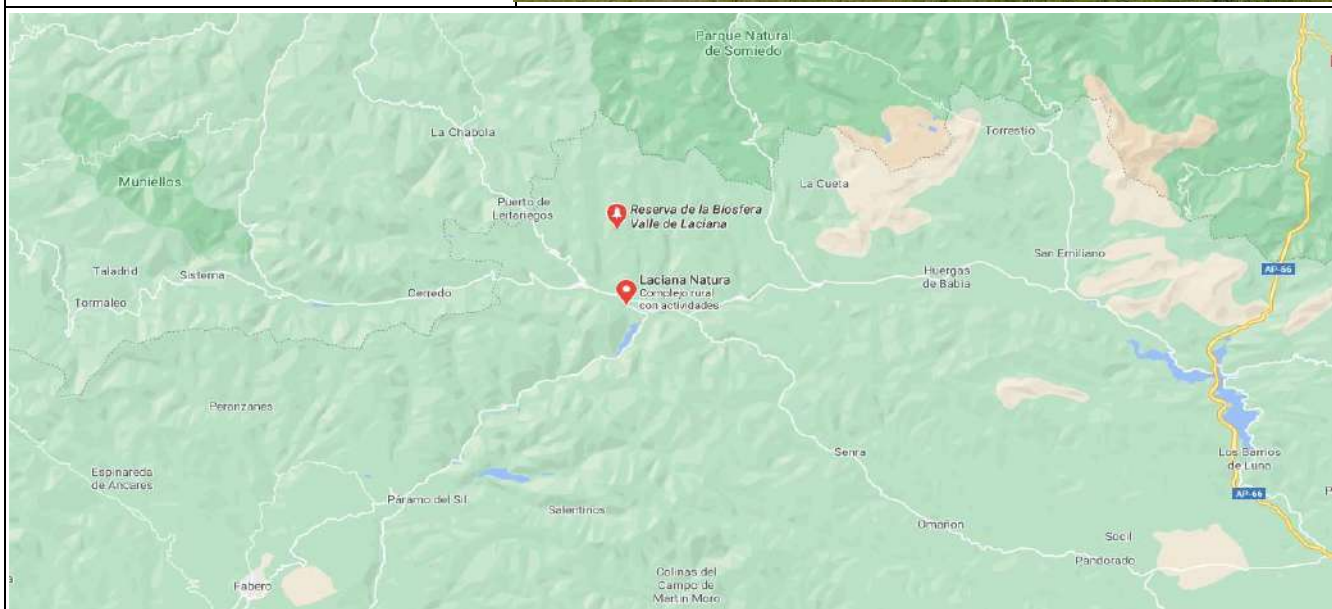 Parque Natural
de Somiedo
La Chabola
Torrestio
Muniellos
La Cueta
Puerto de
Leitariegos
Reserva de la Biosfera
Valle de Laciana
San Emiliano
Taladrid
Sisterna
Huergas
de Babia
AP-66
Tormaleo
Cerredo
Laciana Natura
Complejo rural
con actividades
Peranzanes
Senra
Los Barrios
de Luna
Espinareda
de Ancares
AP-66
Páramo del Sil
Salentinos
Omañon
Socil
Pandorado
Fabero
Colinas del
Campo de
Martín Moro